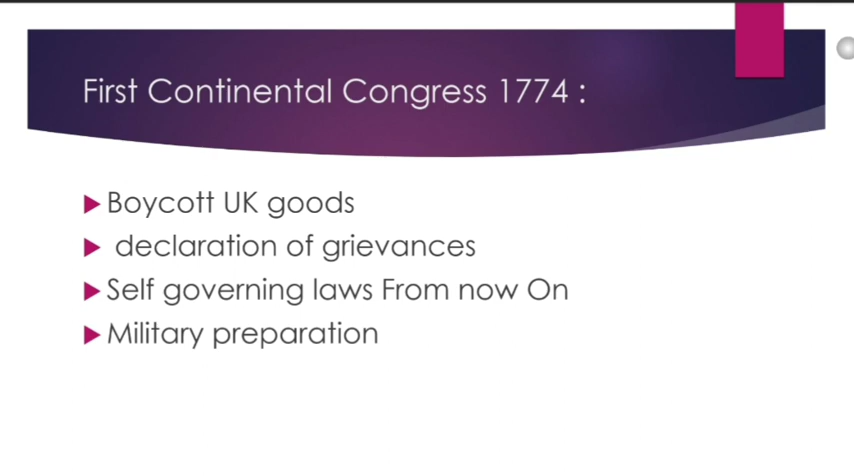 First Continental Congress 1774 :
Boycott UK goods
declaration of grievances
Self governing laws From now On
Military preparation